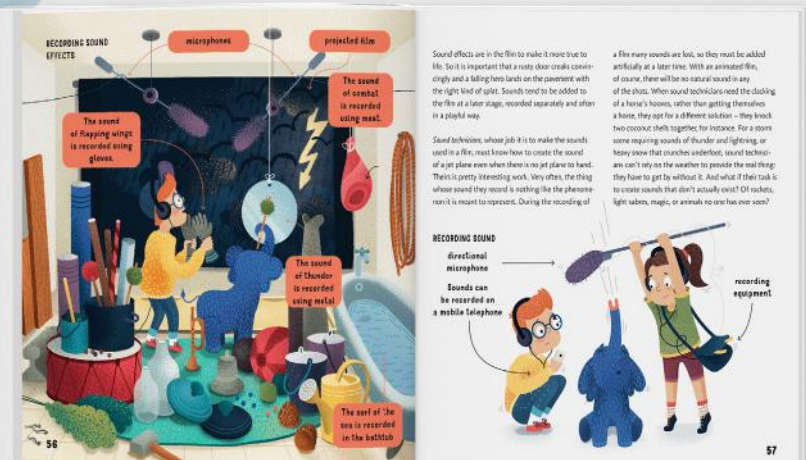 RECORDING SOUND
EFFECTS
microphones
projected film
The sound
of combat
is recorded
using meat.
The sound
of flapping wings
is recorded using
gloves.
The sound
of thunder
is recorded
using metal
The surf of the
sea is recorded
in the bathtub
56
Sound effects are in the film to make it more true to
life. So it is important that a rusty door creaks convin-
cingly and a falling hero lands on the pavement with
the right kind of splat. Sounds tend to be added to
the film at a later stage, recorded separately and often
in a playful way.
Sound technicians, whose job it is to make the sounds
used in a film, must know how to create the sound
of a jet plane even when there is no jet plane to hand.
Theirs is pretty interesting work. Very often, the thing
whose sound they record is nothing like the phenome-
non it is meant to represent. During the recording of
a film many sounds are lost, so they must be added
artificially at a later time. With an animated film,
of course, there will be no natural sound in any
of the shots. When sound technicians need the clacking
of a horse's hooves, rather than getting themselves
a horse, they opt for a different solution – they knock
two coconut shells together, for instance. For a storm
scene requiring sounds of thunder and lightning, or
heavy snow that crunches underfoot, sound technici-
ans can't rely on the weather to provide the real thing:
they have to get by without it. And what if their task is
to create sounds that don't actually exist? Of rockets,
light sabres, magic, or animals no one has ever seen?
RECORDING SOUND
directional
microphone
Sounds can
be recorded on
a mobile telephone
recording
equipment
57